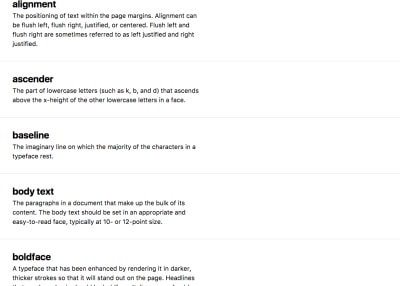 alignment
The positioning of text within the page margins. Alignment can
be flush left, flush right, justified, or centered. Flush left and
flush right are sometimes referred to as left justified and right
justified.
ascender
The part of lowercase letters (such as k, b, and d) that ascends
above the x-height of the other lowercase letters in a face.
baseline
The imaginary line on which the majority of the characters in a
typeface rest.
body text
The paragraphs in a document that make up the bulk of its
content. The body text should be set in an appropriate and
easy-to-read face, typically at 10- or 12-point size.
boldface
A typeface that has been enhanced by rendering it in darker,
thicker strokes so that it will stand out on the page. Headlines